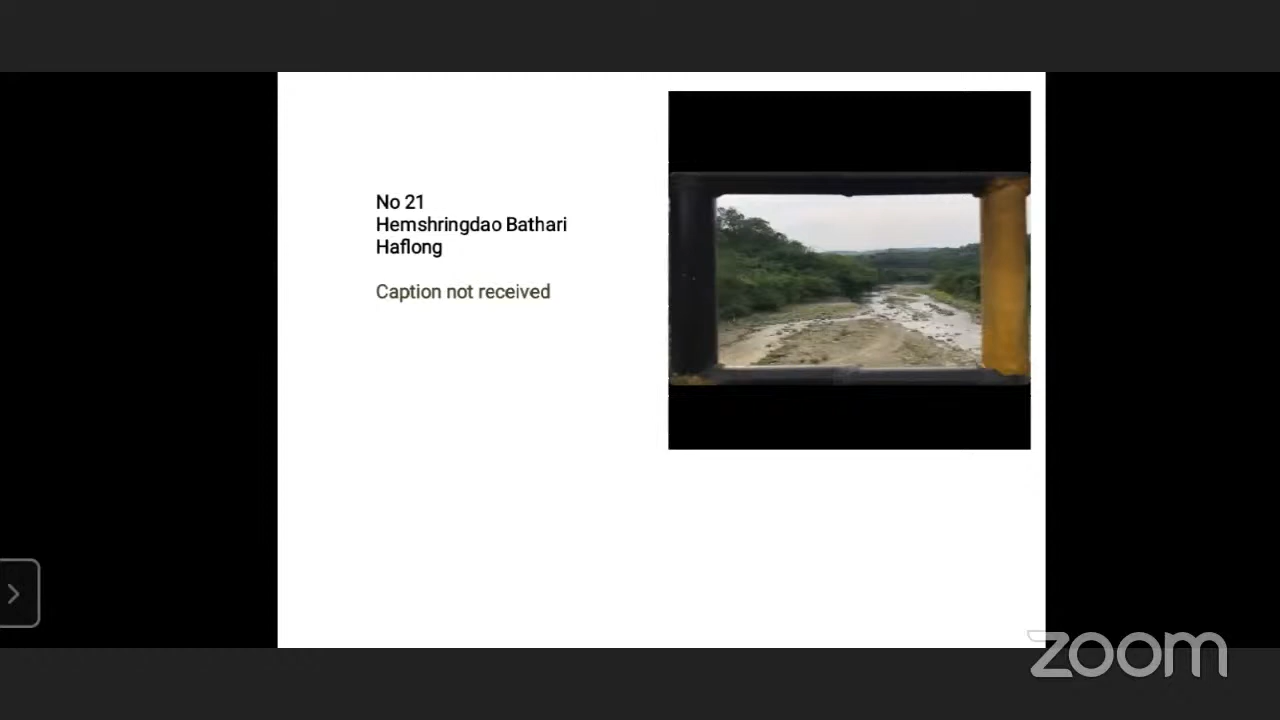 No 21
Hemshringdao Bathari
Haflong
Caption not received
zoom